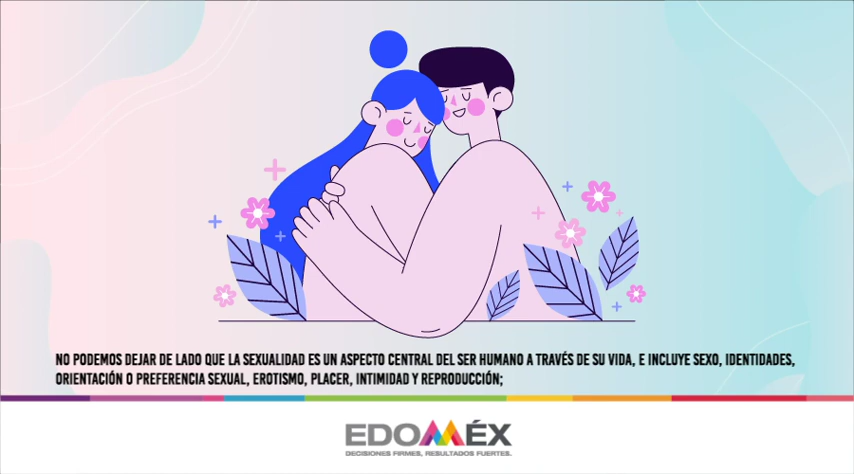 NO PODEMOS DEJAR DE LADO QUE LA SEXUALIDAD ES UN ASPECTO CENTRAL DEL SER HUMANO A TRAVÉS DE SU VIDA, E INCLUYE SEXO, IDENTIDADES,
ORIENTACIÓN O PREFERENCIA SEXUAL, EROTISMO, PLACER, INTIMIDAD Y REPRODUCCIÓN;
EDOMÉX
DECISIONES FIRMES, RESULTADOS FUERTES.